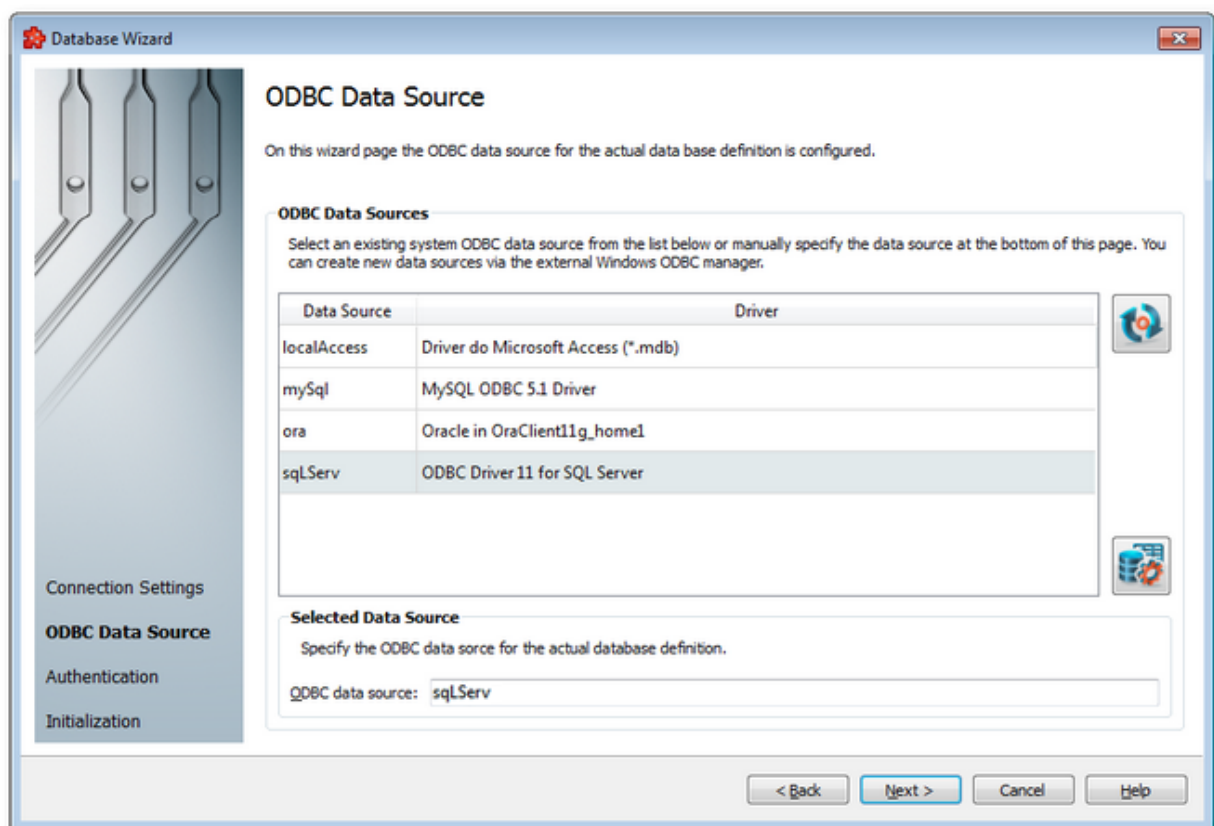 Database Wizard
ODBC Data Source
On this wizard page the ODBC data source for the actual data base definition is configured.
ODBC Data Sources
Select an existing system ODBC data source from the list below or manually specify the data source at the bottom of this page. You
can create new data sources via the external Windows ODBC manager.
Data Source Driver
localAccess Driver do Microsoft Access (*.mdb)
mySql MySQL ODBC 5.1 Driver
ora Oracle in OraClient11g_home1
sqLServ ODBC Driver 11 for SQL Server
Connection Settings
ODBC Data Source
Authentication
Initialization
Selected Data Source
Specify the ODBC data sorce for the actual database definition.
ODBC data source: sqLServ
< Back Next > Cancel Help